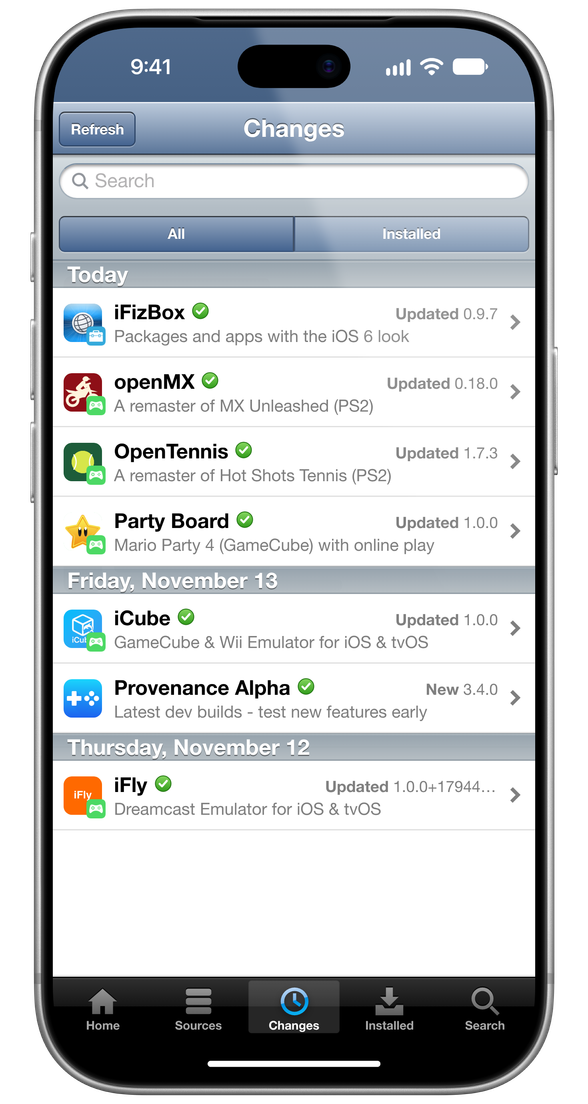 9:41
Refresh
Changes
Search
All
Installed
Today
iFizBox
Updated 0.9.7
Packages and apps with the iOS 6 look
openMX
Updated 0.18.0
A remaster of MX Unleashed (PS2)
OpenTennis
Updated 1.7.3
A remaster of Hot Shots Tennis (PS2)
Party Board
Updated 1.0.0
Mario Party 4 (GameCube) with online play
Friday, November 13
iCube
Updated 1.0.0
GameCube & Wii Emulator for iOS & tvOS
Provenance Alpha
New 3.4.0
Latest dev builds - test new features early
Thursday, November 12
iFly
iFly
Updated 1.0.0+17944…
Dreamcast Emulator for iOS & tvOS
Home
Sources
Changes
Installed
Search